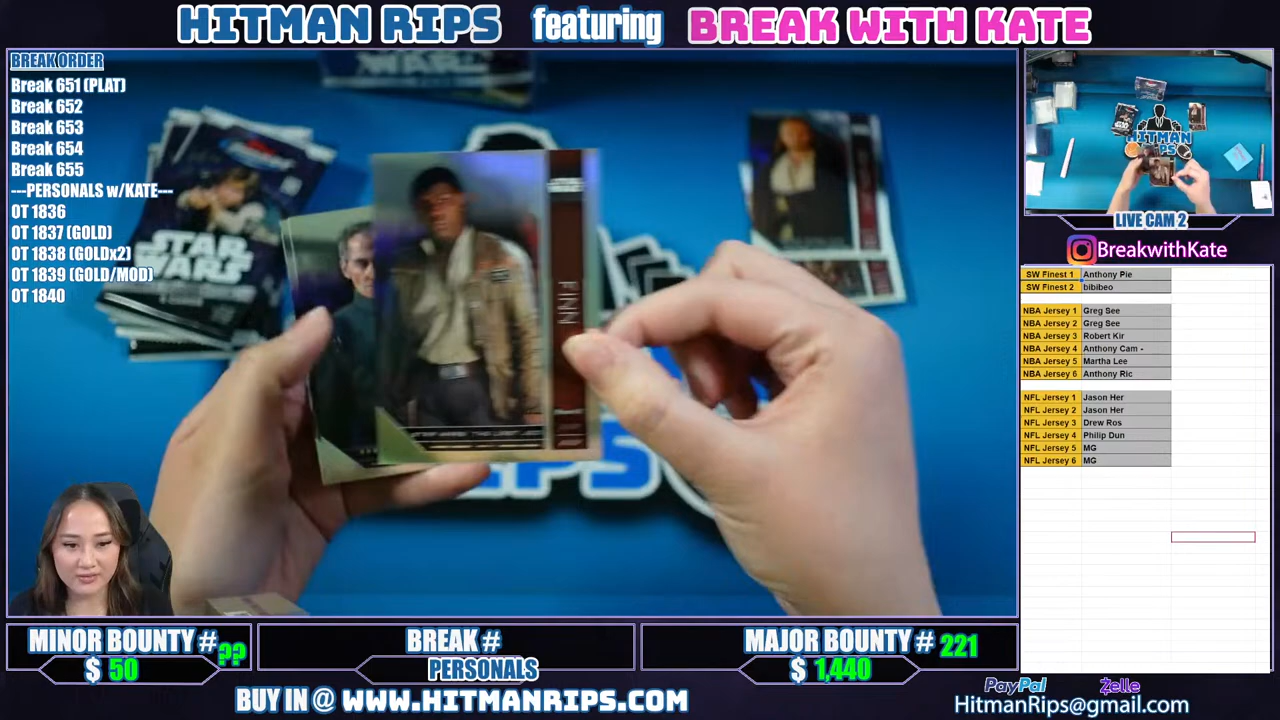 HITMAN RIPS featuring BREAK WITH KATE
BREAK ORDER
Break 651 (PLAT)
Break 652
Break 653
Break 654
Break 655
---PERSONALS w/KATE---
OT 1836
OT 1837 (GOLD)
OT 1838 (GOLDx2)
OT 1839 (GOLD/MOD)
OT 1840
STAR
WARS
FINN
HITMAN
PS
LIVE CAM 2
BreakwithKate
SW Finest 1 Anthony Pie
SW Finest 2 bibibeo
NBA Jersey 1 Greg See
NBA Jersey 2 Greg See
NBA Jersey 3 Robert Kir
NBA Jersey 4 Anthony Cam -
NBA Jersey 5 Martha Lee
NBA Jersey 6 Anthony Ric
NFL Jersey 1 Jason Her
NFL Jersey 2 Jason Her
NFL Jersey 3 Drew Ros
NFL Jersey 4 Philip Dun
NFL Jersey 5 MG
NFL Jersey 6 MG
MINOR BOUNTY # ??
$ 50
BREAK #
PERSONALS
MAJOR BOUNTY # 221
$ 1,440
BUY IN @ WWW.HITMANRIPS.COM
PayPal Zelle
HitmanRips@gmail.com